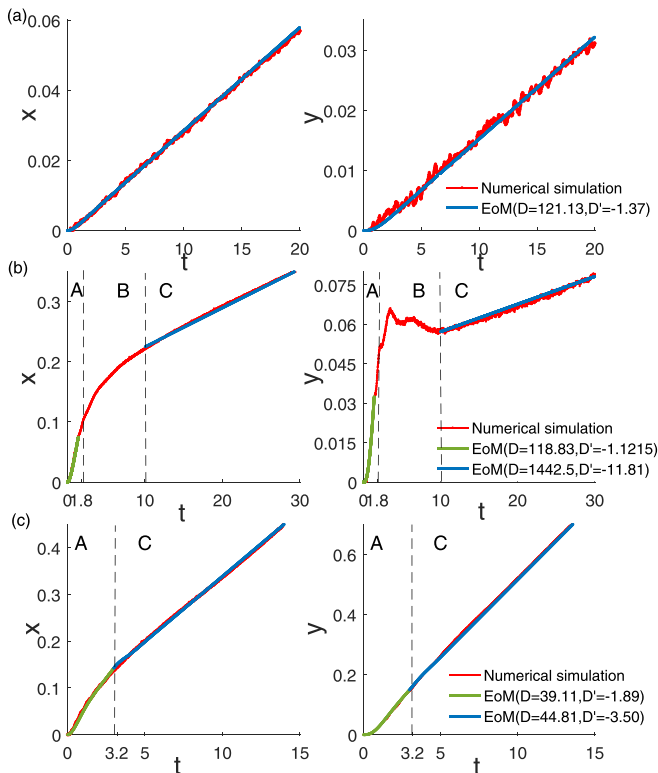 (a)
0.06
0.04
0.02
0
x
0 5 10 15 20
t
0.03
0.02
0.01
0
y
0 5 10 15 20
t
Numerical simulation
EoM(D=121.13,D'=-1.37)
(b)
A B C
0.3
0.2
0.1
0
x
0 1.8 10 20 30
t
A B C
0.075
0.06
0.045
0.03
0.015
0
y
0 1.8 10 20 30
t
Numerical simulation
EoM(D=118.83,D'=-1.1215)
EoM(D=1442.5,D'=-11.81)
(c)
A C
0.4
0.3
0.2
0.1
0
x
0 3.2 5 10 15
t
A C
0.6
0.4
0.2
0
y
0 3.2 5 10 15
t
Numerical simulation
EoM(D=39.11,D'=-1.89)
EoM(D=44.81,D'=-3.50)